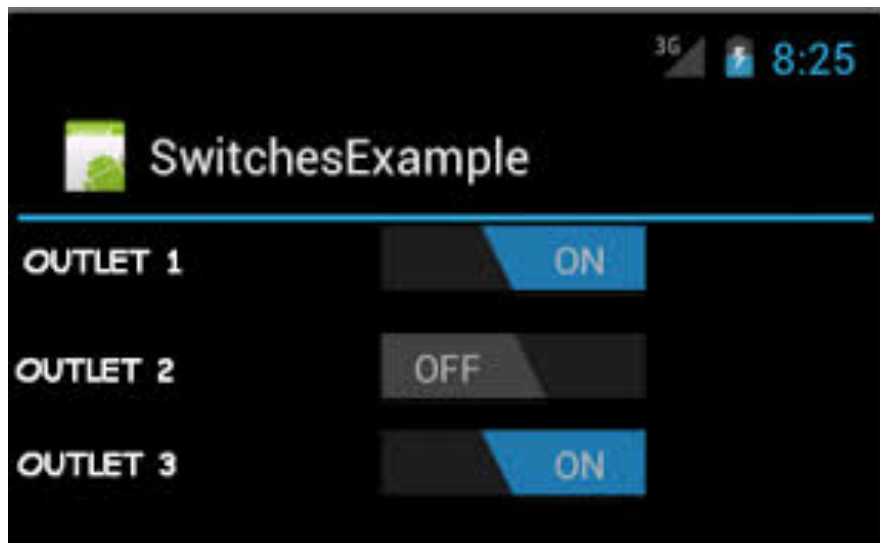 3G 8:25
SwitchesExample
OUTLET 1 ON
OUTLET 2 OFF
OUTLET 3 ON